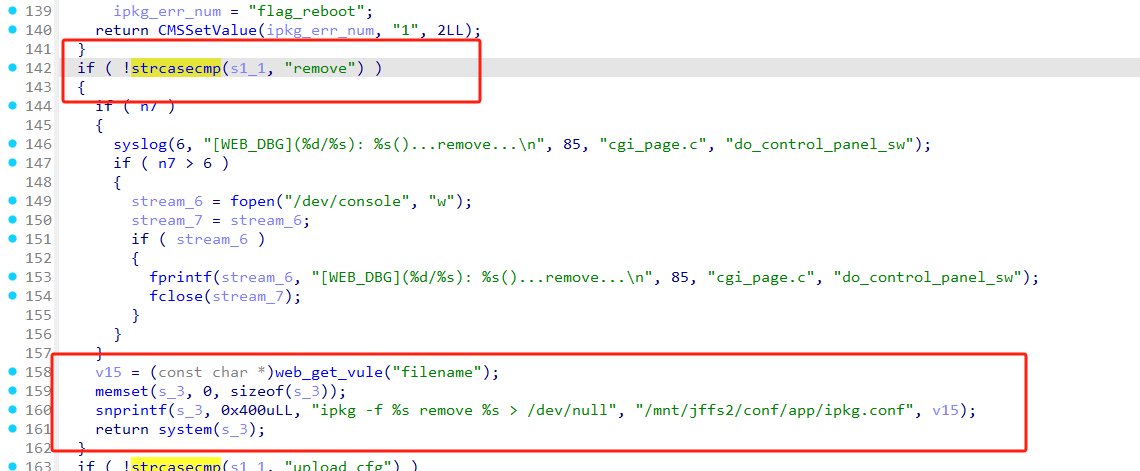 139 ipkg_err_num = "flag_reboot";
140 return CMSSetValue(ipkg_err_num, "1", 2LL);
141 }
142 if ( !strcasecmp(s1_1, "remove") )
143 {
144 if ( n7 )
145 {
146 syslog(6, "[WEB_DBG](%d/%s): %s()...remove...\n", 85, "cgi_page.c", "do_control_panel_sw");
147 if ( n7 > 6 )
148 {
149 stream_6 = fopen("/dev/console", "w");
150 stream_7 = stream_6;
151 if ( stream_6 )
152 {
153 fprintf(stream_6, "[WEB_DBG](%d/%s): %s()...remove...\n", 85, "cgi_page.c", "do_control_panel_sw");
154 fclose(stream_7);
155 }
156 }
157 }
158 v15 = (const char *)web_get_vule("filename");
159 memset(s_3, 0, sizeof(s_3));
160 snprintf(s_3, 0x400uLL, "ipkg -f %s remove %s > /dev/null", "/mnt/jffs2/conf/app/ipkg.conf", v15);
161 return system(s_3);
162 }
163 if ( !strcasecmp(s1_1, "upload_cfg") )